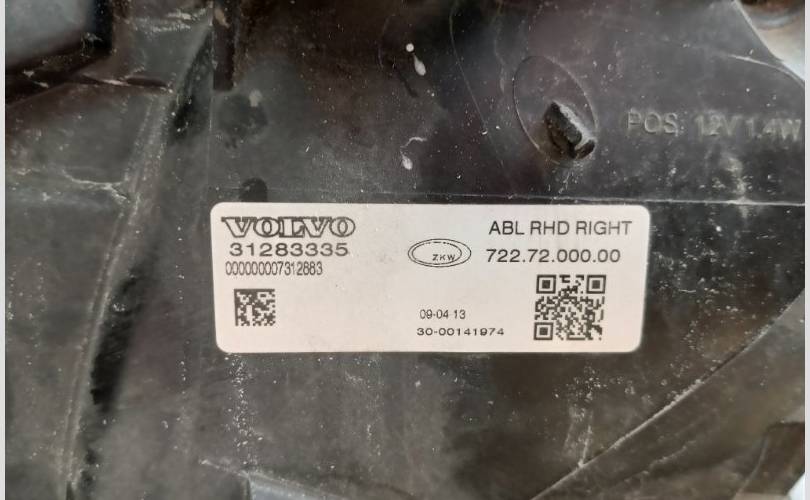 POS 12V 1.4W
VOLVO
31283335
000000007312883
ZKW
ABL RHD RIGHT
722.72.000.00
09-04-13
30-00141974